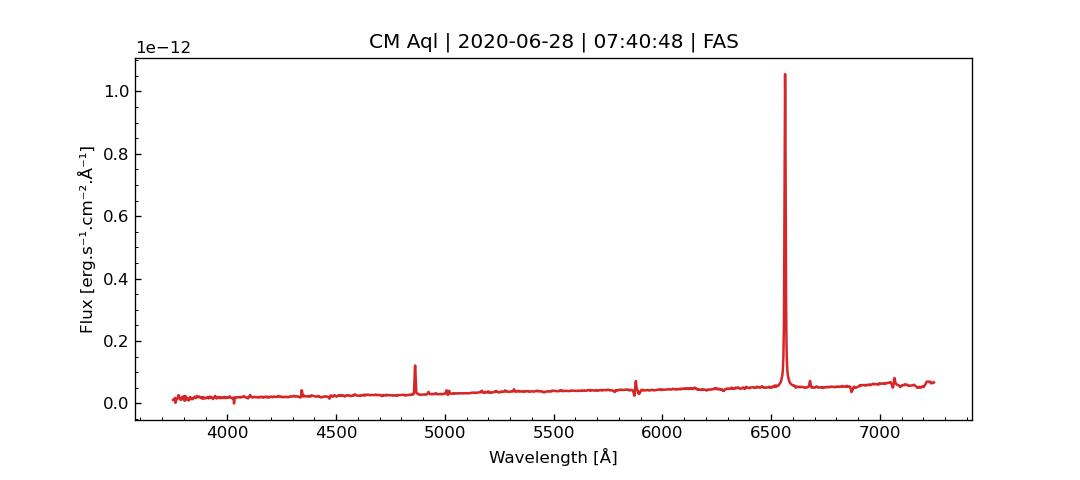 CM Aql | 2020-06-28 | 07:40:48 | FAS
1e−12
1.0
0.8
0.6
0.4
0.2
0.0
Flux [erg.s⁻¹.cm⁻².Å⁻¹]
4000 4500 5000 5500 6000 6500 7000
Wavelength [Å]